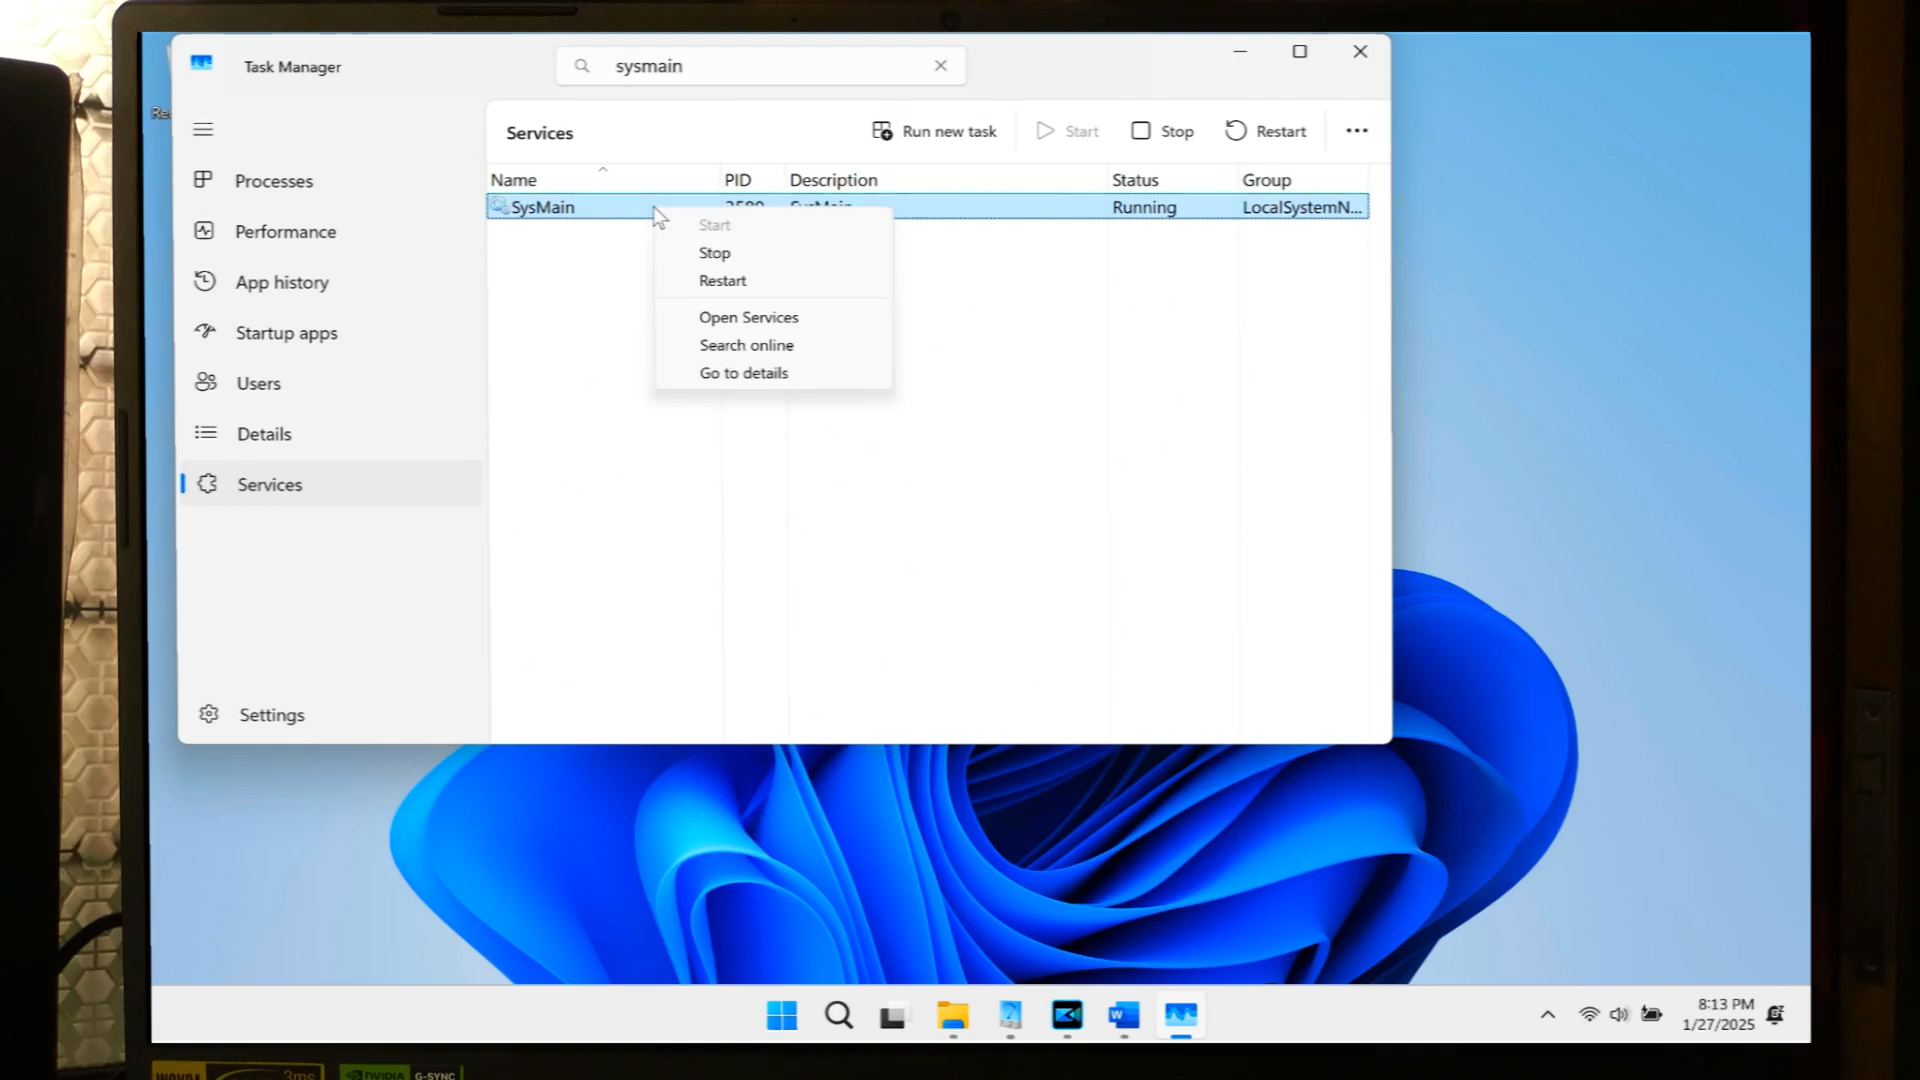 Task Manager
sysmain
Services
Run new task
Start
Stop
Restart
Name
PID
Description
Status
Group
SysMain
Running
LocalSystemN...
Start
Stop
Restart
Open Services
Search online
Go to details
Processes
Performance
App history
Startup apps
Users
Details
Services
Settings
W
8:13 PM
1/27/2025
3ms
NVIDIA
G-SYNC